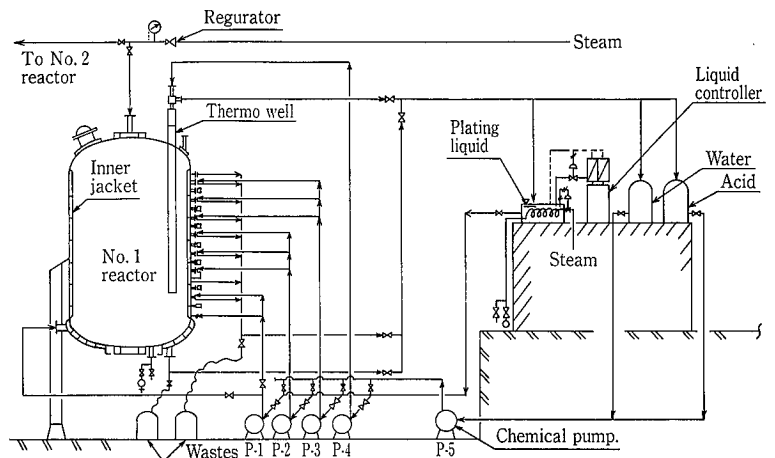 Regurator
Steam
To No. 2
reactor
Thermo well
Liquid
controller
Plating
liquid
Water
Acid
Inner
jacket
No. 1
reactor
Steam
Wastes
P-1
P-2
P-3
P-4
P-5
Chemical pump.